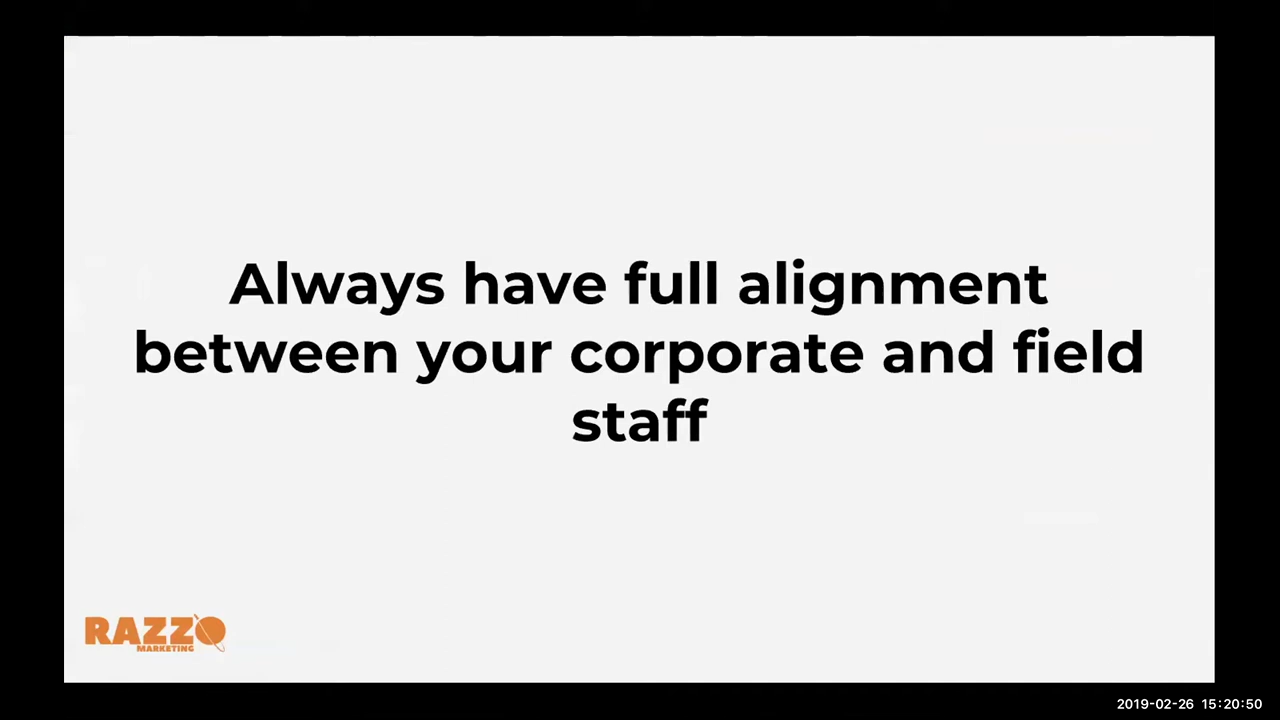 Always have full alignment
between your corporate and field
staff
RAZZO
MARKETING
2019-02-26 15:20:50